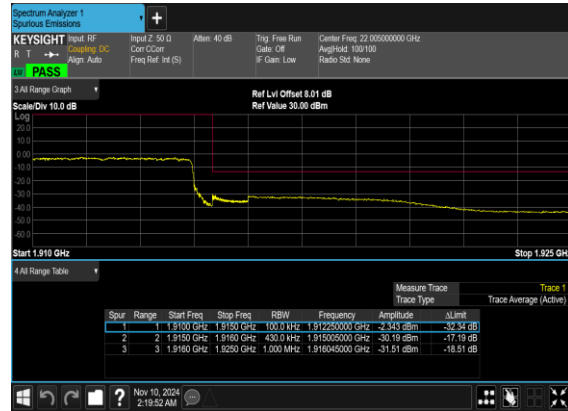 Spectrum Analyzer 1
Spurious Emissions
KEYSIGHT
R T
Input: RF
Coupling: DC
Align: Auto
Input Z: 50 Ω
Corr CCorr
Freq Ref: Int (S)
Atten: 40 dB
Trig: Free Run
Gate: Off
IF Gain: Low
Center Freq: 22.005000000 GHz
Avg|Hold: 100/100
Radio Std: None
PASS
3 All Range Graph
Scale/Div 10.0 dB
Ref Lvl Offset 8.01 dB
Ref Value 30.00 dBm
Log
20.0
10.0
0.00
-10.0
-20.0
-30.0
-40.0
-50.0
-60.0
Start 1.910 GHz
Stop 1.925 GH
4 All Range Table
Measure Trace Trace 1
Trace Type Trace Average (Active)
Spur Range Start Freq Stop Freq RBW Frequency Amplitude ΔLimit
1 1 1.9100 GHz 1.9150 GHz 100.0 kHz 1.912250000 GHz -2.343 dBm -32.34 dB
2 2 1.9150 GHz 1.9160 GHz 430.0 kHz 1.915005000 GHz -30.19 dBm -17.19 dB
3 3 1.9160 GHz 1.9250 GHz 1.000 MHz 1.916045000 GHz -31.51 dBm -18.51 dB
Nov 10, 2024
2:19:52 AM